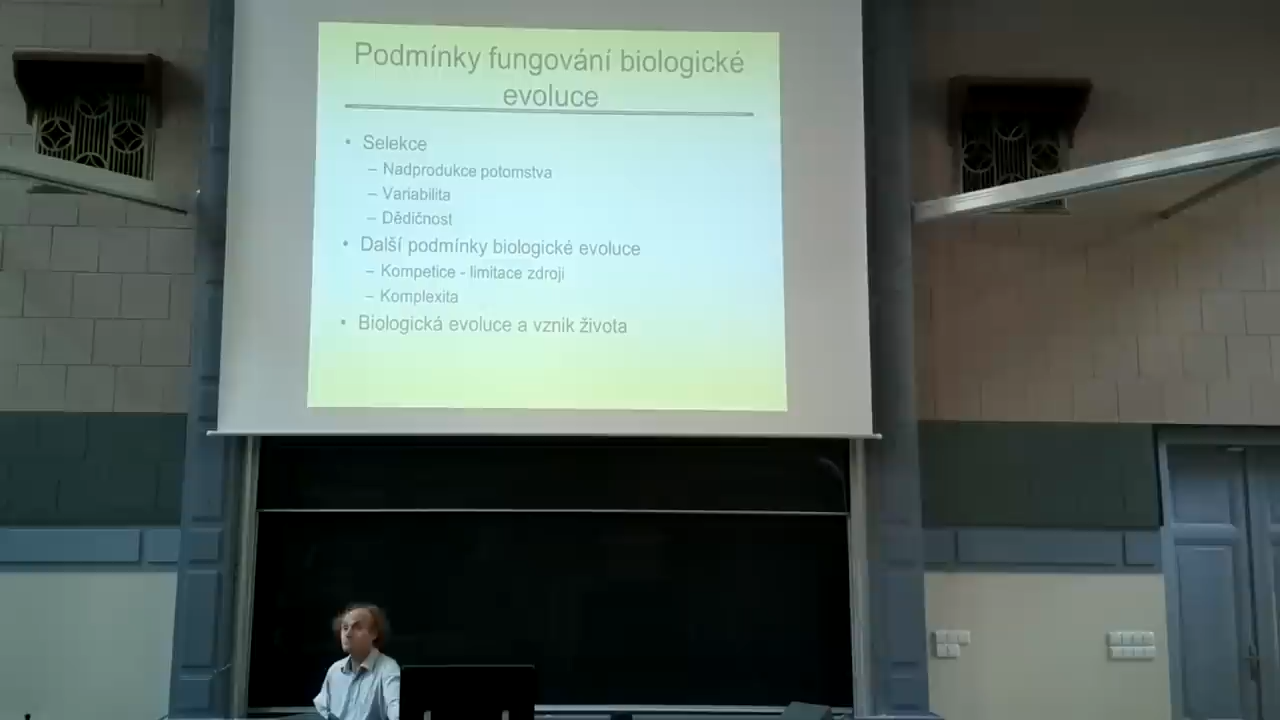 Podmínky fungování biologické
evoluce
• Selekce
– Nadprodukce potomstva
– Variabilita
– Dědičnost
• Další podmínky biologické evoluce
– Kompetice - limitace zdroji
– Komplexita
• Biologická evoluce a vznik života